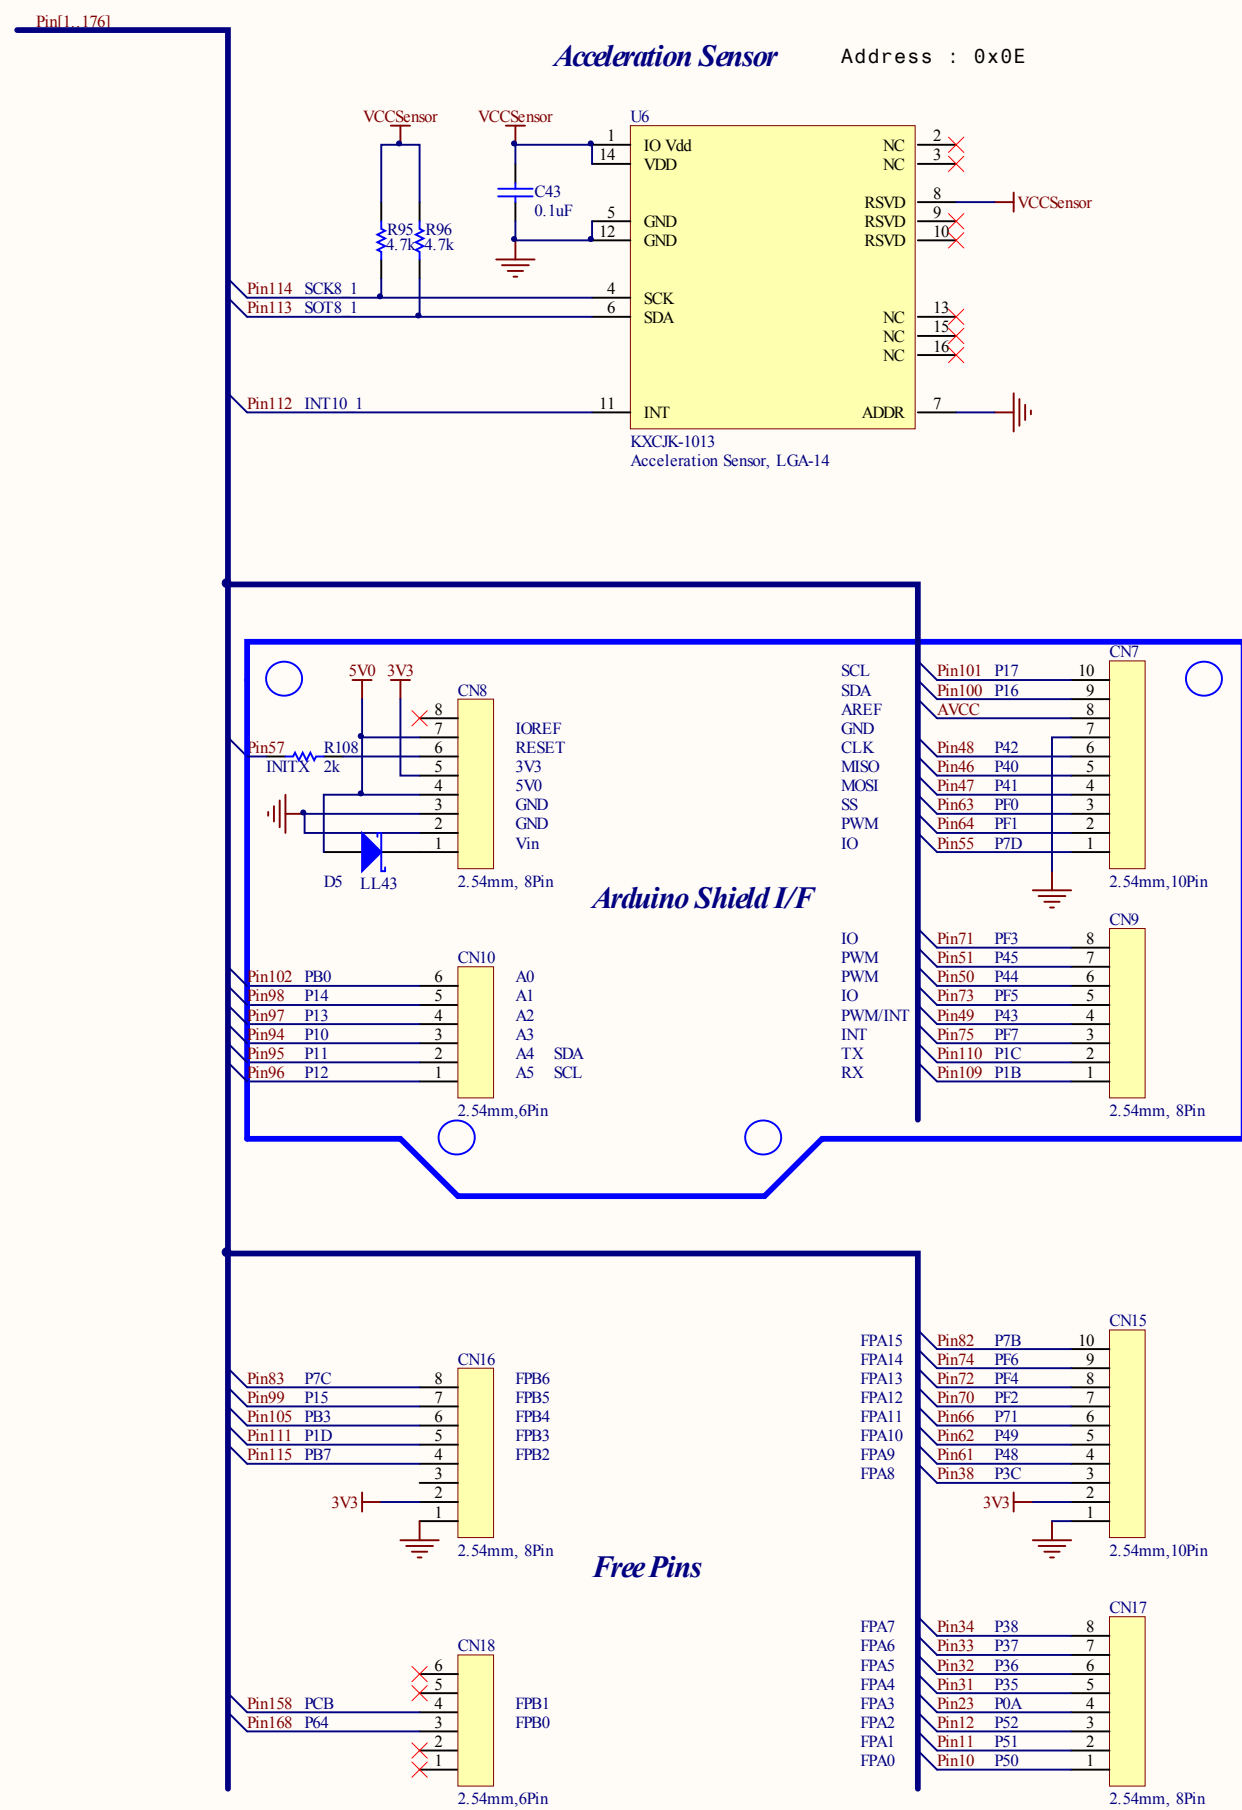 Pin[1..176]
Acceleration Sensor Address : 0x0E
VCCSensor VCCSensor U6
1 IO Vdd NC 2
14 VDD NC 3
C43
0.1uF
RSVD 8 VCCSensor
5 GND RSVD 9
12 GND RSVD 10
R95 R96
4.7k 4.7k
Pin114 SCK8_1 4 SCK
Pin113 SOT8_1 6 SDA NC 13
NC 15
NC 16
Pin112 INT10_1 11 INT ADDR 7
KXCJK-1013
Acceleration Sensor, LGA-14
5V0 3V3 CN8
8
7 IOREF
Pin57 R108 6 RESET
INITX 2k 5 3V3
4 5V0
3 GND
2 GND
1 Vin
D5 LL43 2.54mm, 8Pin
CN7
SCL Pin101 P17 10
SDA Pin100 P16 9
AREF AVCC 8
GND 7
CLK Pin48 P42 6
MISO Pin46 P40 5
MOSI Pin47 P41 4
SS Pin63 PF0 3
PWM Pin64 PF1 2
IO Pin55 P7D 1
2.54mm,10Pin
Arduino Shield I/F
CN10
Pin102 PB0 6 A0
Pin98 P14 5 A1
Pin97 P13 4 A2
Pin94 P10 3 A3
Pin95 P11 2 A4 SDA
Pin96 P12 1 A5 SCL
2.54mm,6Pin
CN9
IO Pin71 PF3 8
PWM Pin51 P45 7
PWM Pin50 P44 6
IO Pin73 PF5 5
PWM/INT Pin49 P43 4
INT Pin75 PF7 3
TX Pin110 P1C 2
RX Pin109 P1B 1
2.54mm, 8Pin
CN16
Pin83 P7C 8 FPB6
Pin99 P15 7 FPB5
Pin105 PB3 6 FPB4
Pin111 P1D 5 FPB3
Pin115 PB7 4 FPB2
3
3V3 2
1
2.54mm, 8Pin
CN15
FPA15 Pin82 P7B 10
FPA14 Pin74 PF6 9
FPA13 Pin72 PF4 8
FPA12 Pin70 PF2 7
FPA11 Pin66 P71 6
FPA10 Pin62 P49 5
FPA9 Pin61 P48 4
FPA8 Pin38 P3C 3
3V3 2
1
2.54mm,10Pin
Free Pins
CN18
6
5
Pin158 PCB 4 FPB1
Pin168 P64 3 FPB0
2
1
2.54mm,6Pin
CN17
FPA7 Pin34 P38 8
FPA6 Pin33 P37 7
FPA5 Pin32 P36 6
FPA4 Pin31 P35 5
FPA3 Pin23 P0A 4
FPA2 Pin12 P52 3
FPA1 Pin11 P51 2
FPA0 Pin10 P50 1
2.54mm, 8Pin